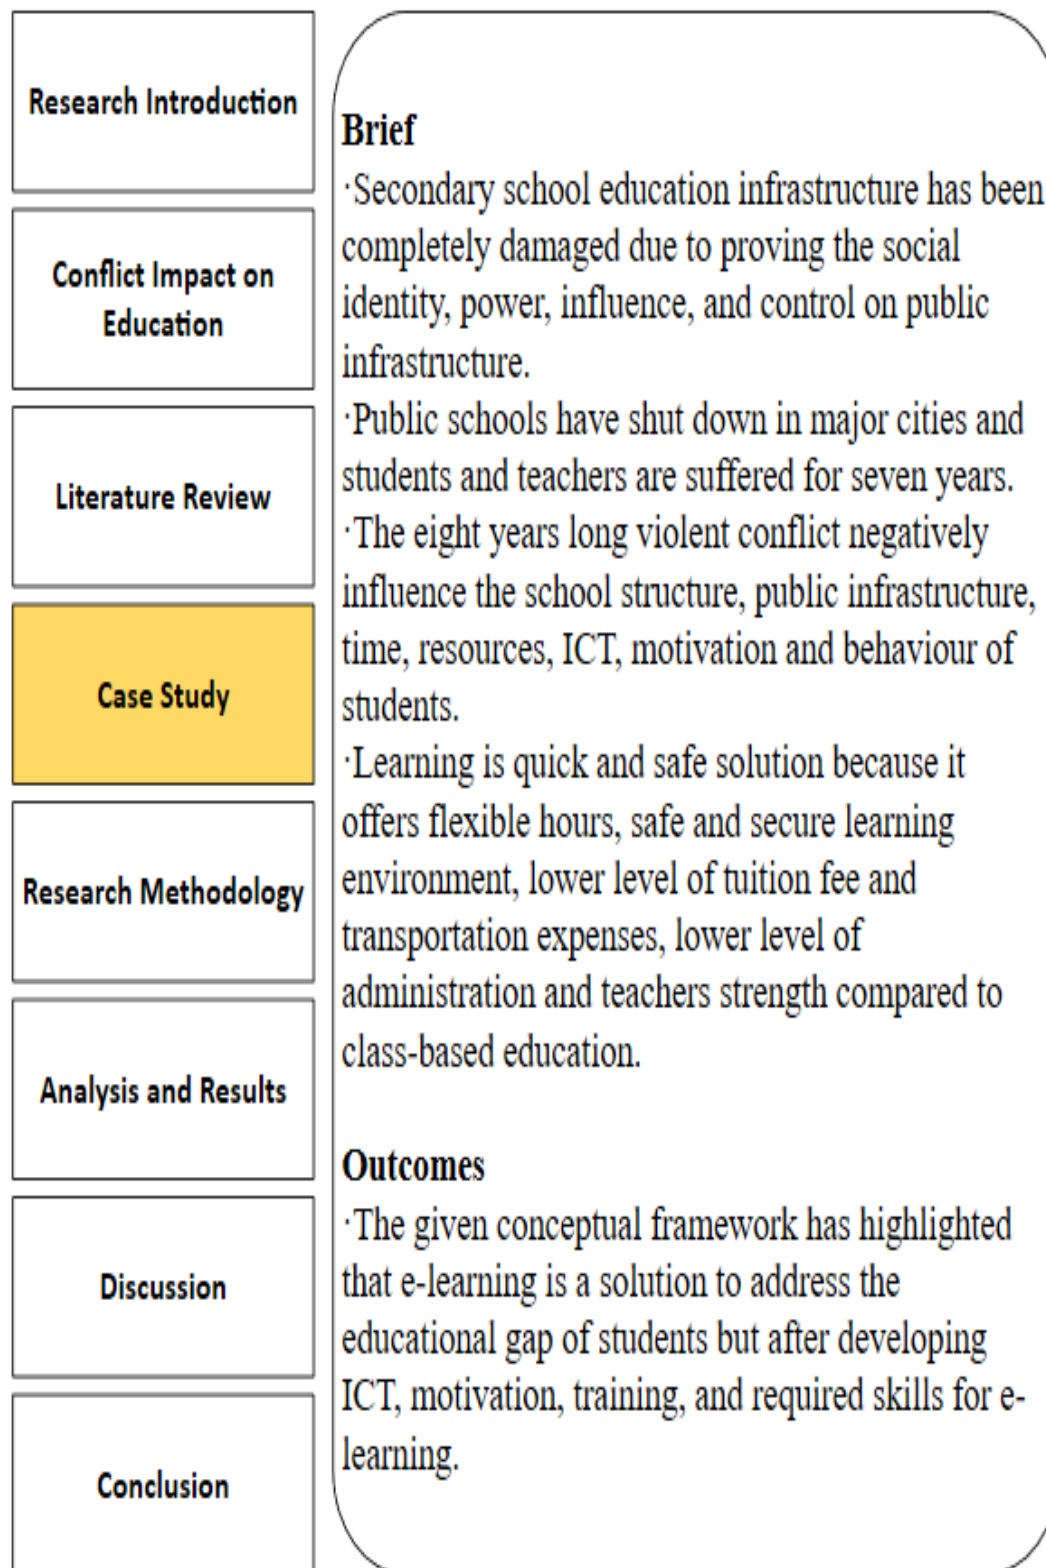 Research Introduction
Conflict Impact on
Education
Literature Review
Case Study
Research Methodology
Analysis and Results
Discussion
Conclusion
Brief
·Secondary school education infrastructure has been
completely damaged due to proving the social
identity, power, influence, and control on public
infrastructure.
·Public schools have shut down in major cities and
students and teachers are suffered for seven years.
·The eight years long violent conflict negatively
influence the school structure, public infrastructure,
time, resources, ICT, motivation and behaviour of
students.
·Learning is quick and safe solution because it
offers flexible hours, safe and secure learning
environment, lower level of tuition fee and
transportation expenses, lower level of
administration and teachers strength compared to
class-based education.
Outcomes
·The given conceptual framework has highlighted
that e-learning is a solution to address the
educational gap of students but after developing
ICT, motivation, training, and required skills for e-
learning.